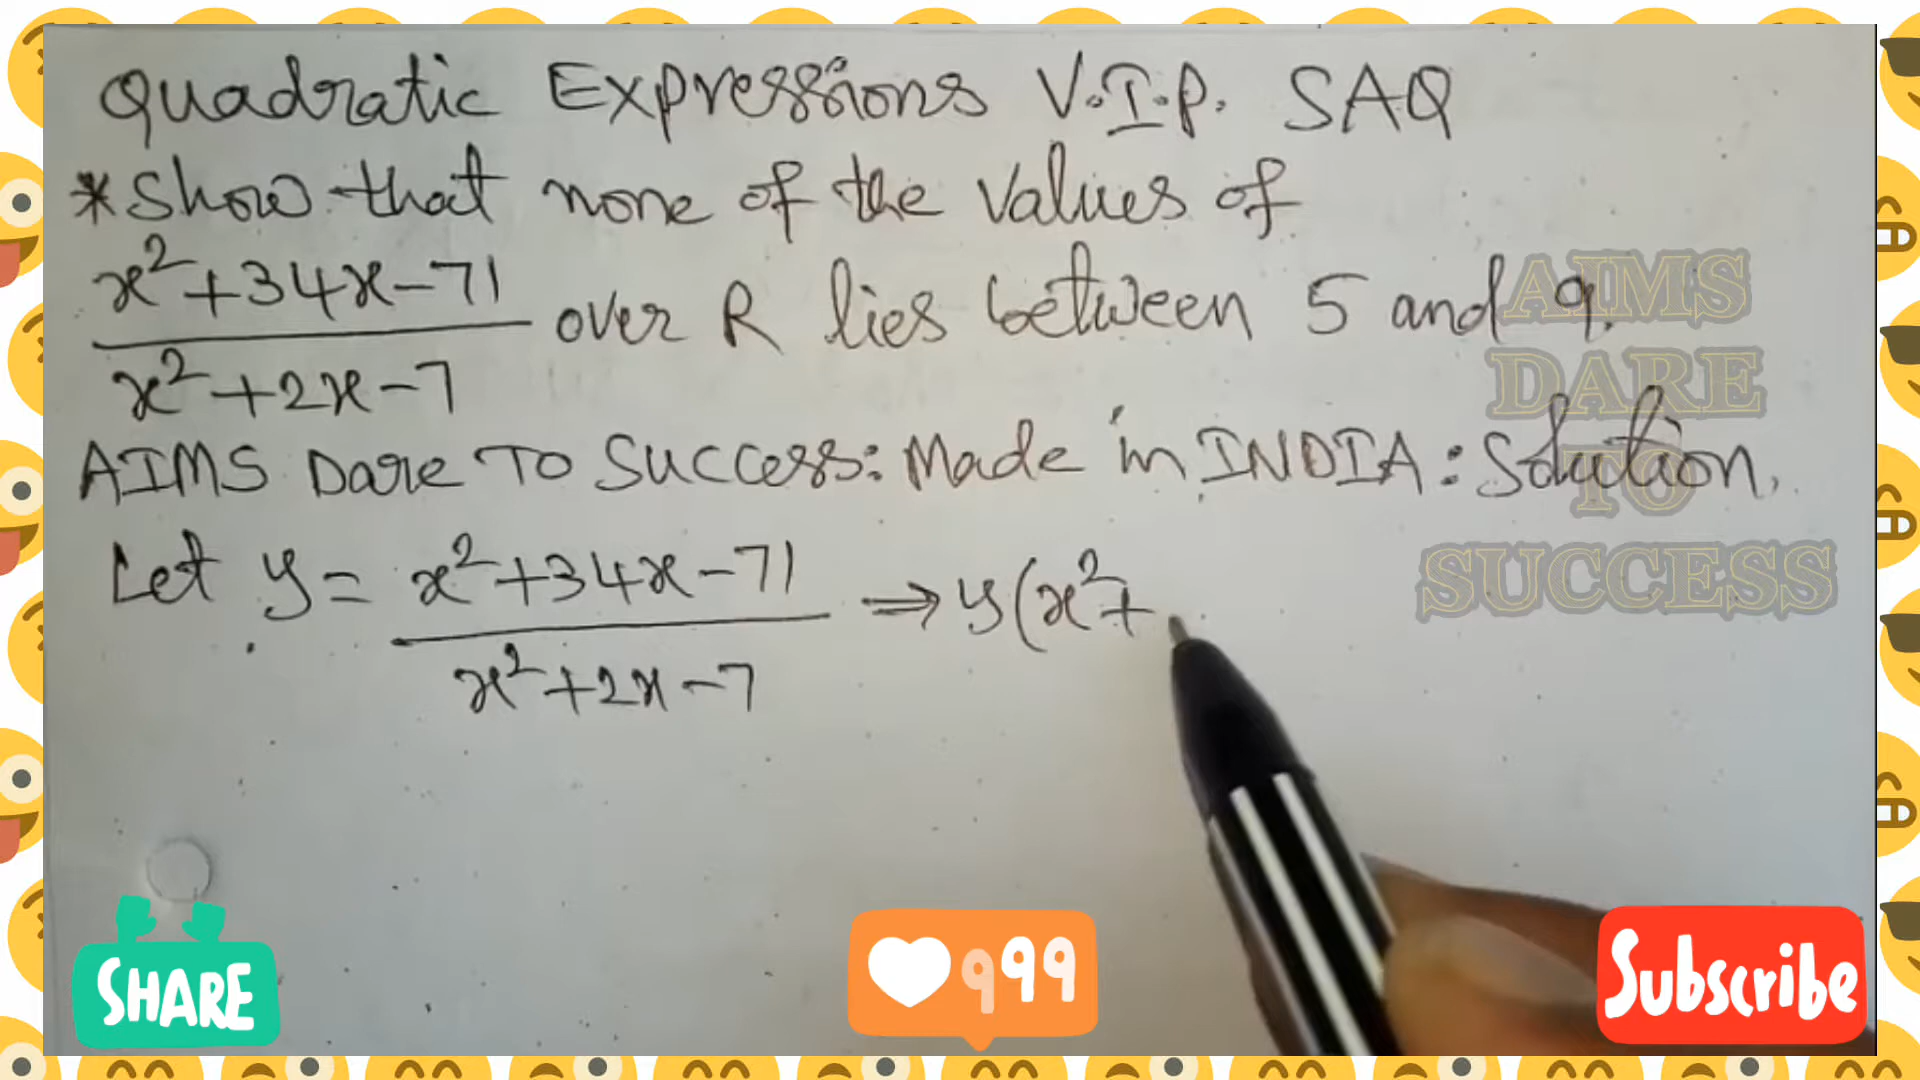 Quadratic Expressions V.I.P. SAQ
*Show that none of the values of
x²+34x-71
x²+2x-7
over R lies between 5 and 9.
AIMS Dare To Success: Made in INDIA: Solution.
Let y = x²+34x-71 / x²+2x-7 ⇒ y(x²+
AIMS
DARE
TO
SUCCESS
SHARE
999
Subscribe